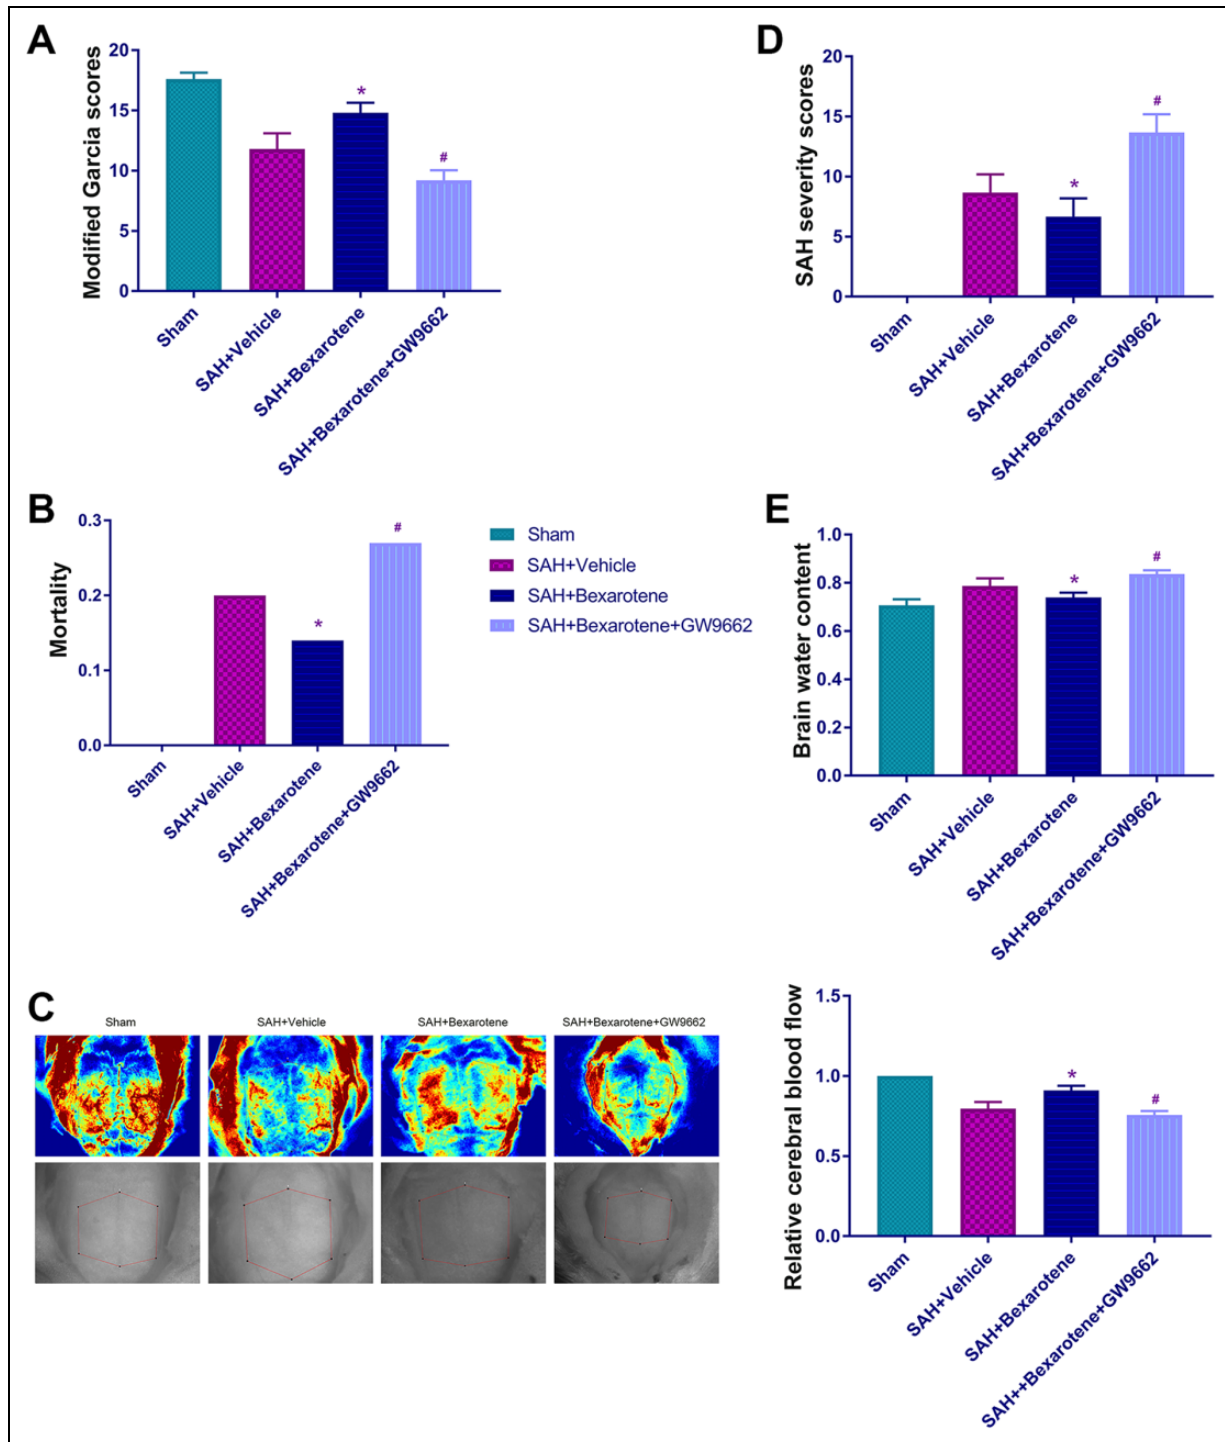 A
Modified Garcia scores
20
15
10
5
0
*
#
Sham
SAH+Vehicle
SAH+Bexarotene
SAH+Bexarotene+GW9662
D
SAH severity scores
20
15
10
5
0
*
#
Sham
SAH+Vehicle
SAH+Bexarotene
SAH+Bexarotene+GW9662
B
Mortality
0.3
0.2
0.1
0.0
*
#
Sham
SAH+Vehicle
SAH+Bexarotene
SAH+Bexarotene+GW9662
Sham
SAH+Vehicle
SAH+Bexarotene
SAH+Bexarotene+GW9662
E
Brain water content
1.0
0.8
0.6
0.4
0.2
0.0
*
#
Sham
SAH+Vehicle
SAH+Bexarotene
SAH+Bexarotene+GW9662
C
Sham
SAH+Vehicle
SAH+Bexarotene
SAH+Bexarotene+GW9662
Relative cerebral blood flow
1.5
1.0
0.5
0.0
*
#
Sham
SAH+Vehicle
SAH+Bexarotene
SAH++Bexarotene+GW9662